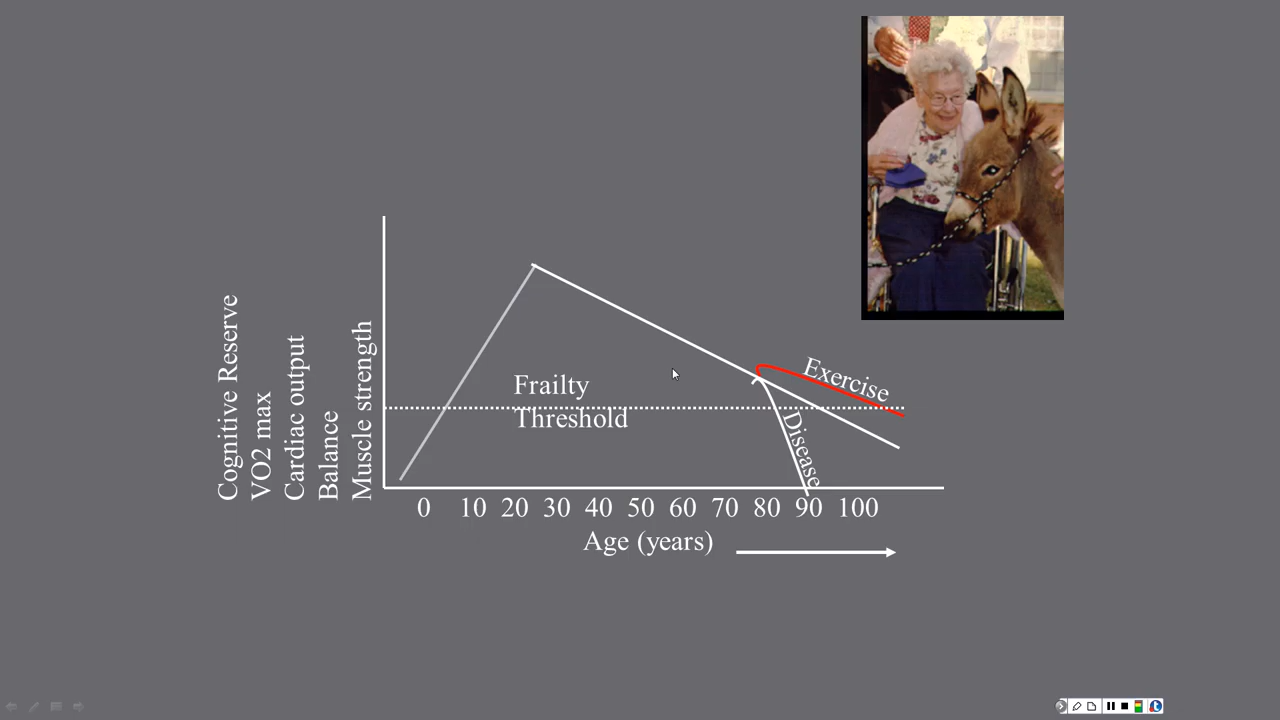 Cognitive Reserve
VO2 max
Cardiac output
Balance
Muscle strength
Frailty
Threshold
Exercise
Disease
0 10 20 30 40 50 60 70 80 90 100
Age (years)